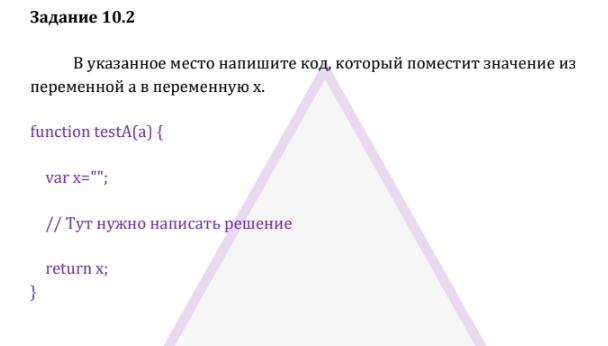 Задание 10.2
В указанное место напишите код, который поместит значение из
переменной a в переменную x.
function testA(a) {
var x="";
// Тут нужно написать решение
return x;
}